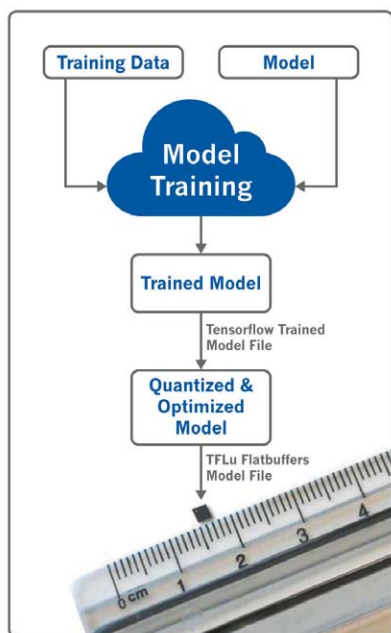 Training Data
Model
Model
Training
Trained Model
Tensorflow Trained
Model File
Quantized &
Optimized
Model
TFLu Flatbuffers
Model File
0 cm 1 2 3 4